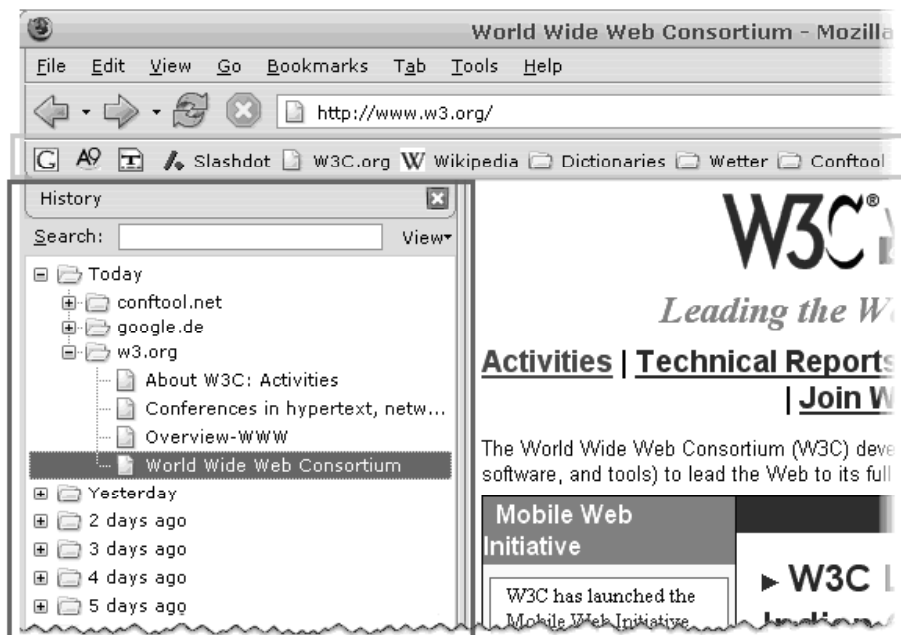 World Wide Web Consortium - Mozilla
File Edit View Go Bookmarks Tab Tools Help
http://www.w3.org/
G A9 T Slashdot W3C.org W Wikipedia Dictionaries Wetter Conftool
History
Search: View
Today
conftool.net
google.de
w3.org
About W3C: Activities
Conferences in hypertext, netw...
Overview-WWW
World Wide Web Consortium
Yesterday
2 days ago
3 days ago
4 days ago
5 days ago
W3C®
Leading the W
Activities | Technical Reports
| Join W
The World Wide Web Consortium (W3C) deve
software, and tools) to lead the Web to its full
Mobile Web
Initiative
W3C has launched the
Mobile Web Initiative
► W3C